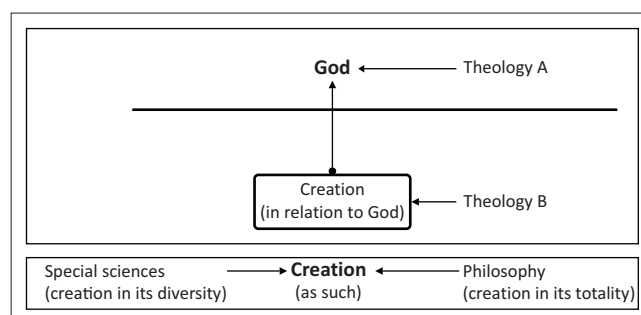 God
Theology A
Creation
(in relation to God)
Theology B
Special sciences
(creation in its diversity)
Creation
(as such)
Philosophy
(creation in its totality)